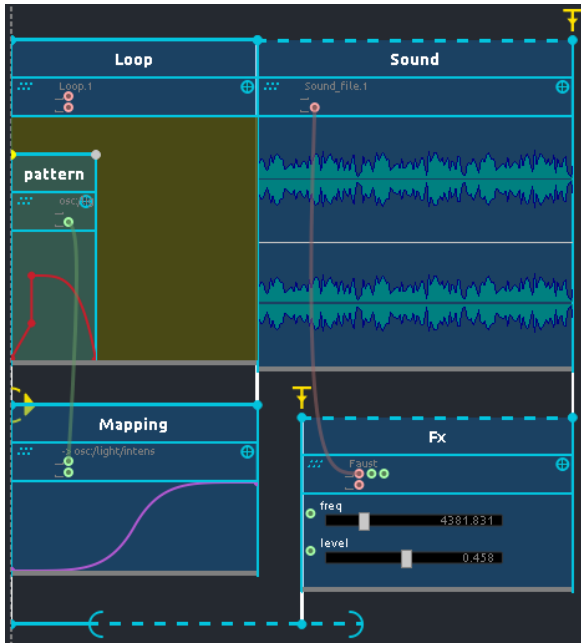 Loop
Sound
Loop.1
Sound_file.1
pattern
osc:/
Mapping
Fx
-> osc:/light/intens
Faust
freq
4381.831
level
0.458